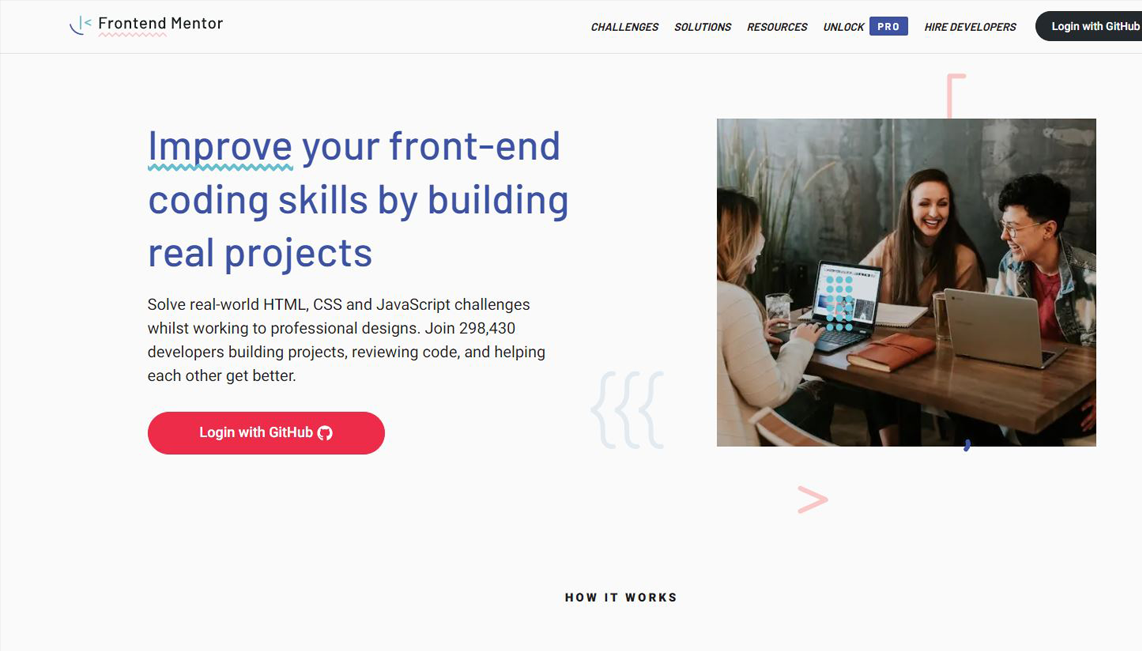 Frontend Mentor
CHALLENGES SOLUTIONS RESOURCES UNLOCK PRO HIRE DEVELOPERS Login with GitHub
Improve your front-end
coding skills by building
real projects
Solve real-world HTML, CSS and JavaScript challenges
whilst working to professional designs. Join 298,430
developers building projects, reviewing code, and helping
each other get better.
Login with GitHub
HOW IT WORKS